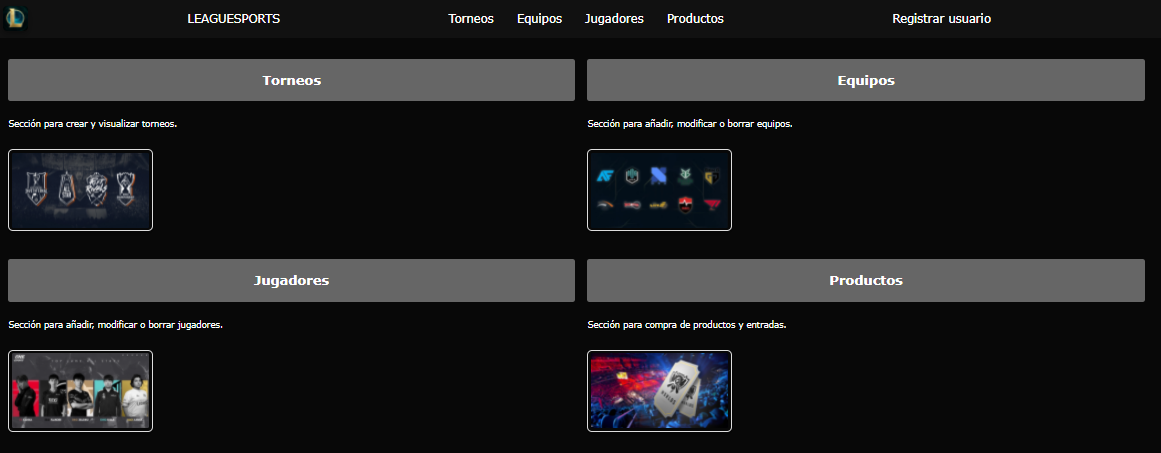 LEAGUESPORTS Torneos Equipos Jugadores Productos Registrar usuario
Torneos
Equipos
Sección para crear y visualizar torneos.
Sección para añadir, modificar o borrar equipos.
Jugadores
Productos
Sección para añadir, modificar o borrar jugadores.
Sección para compra de productos y entradas.